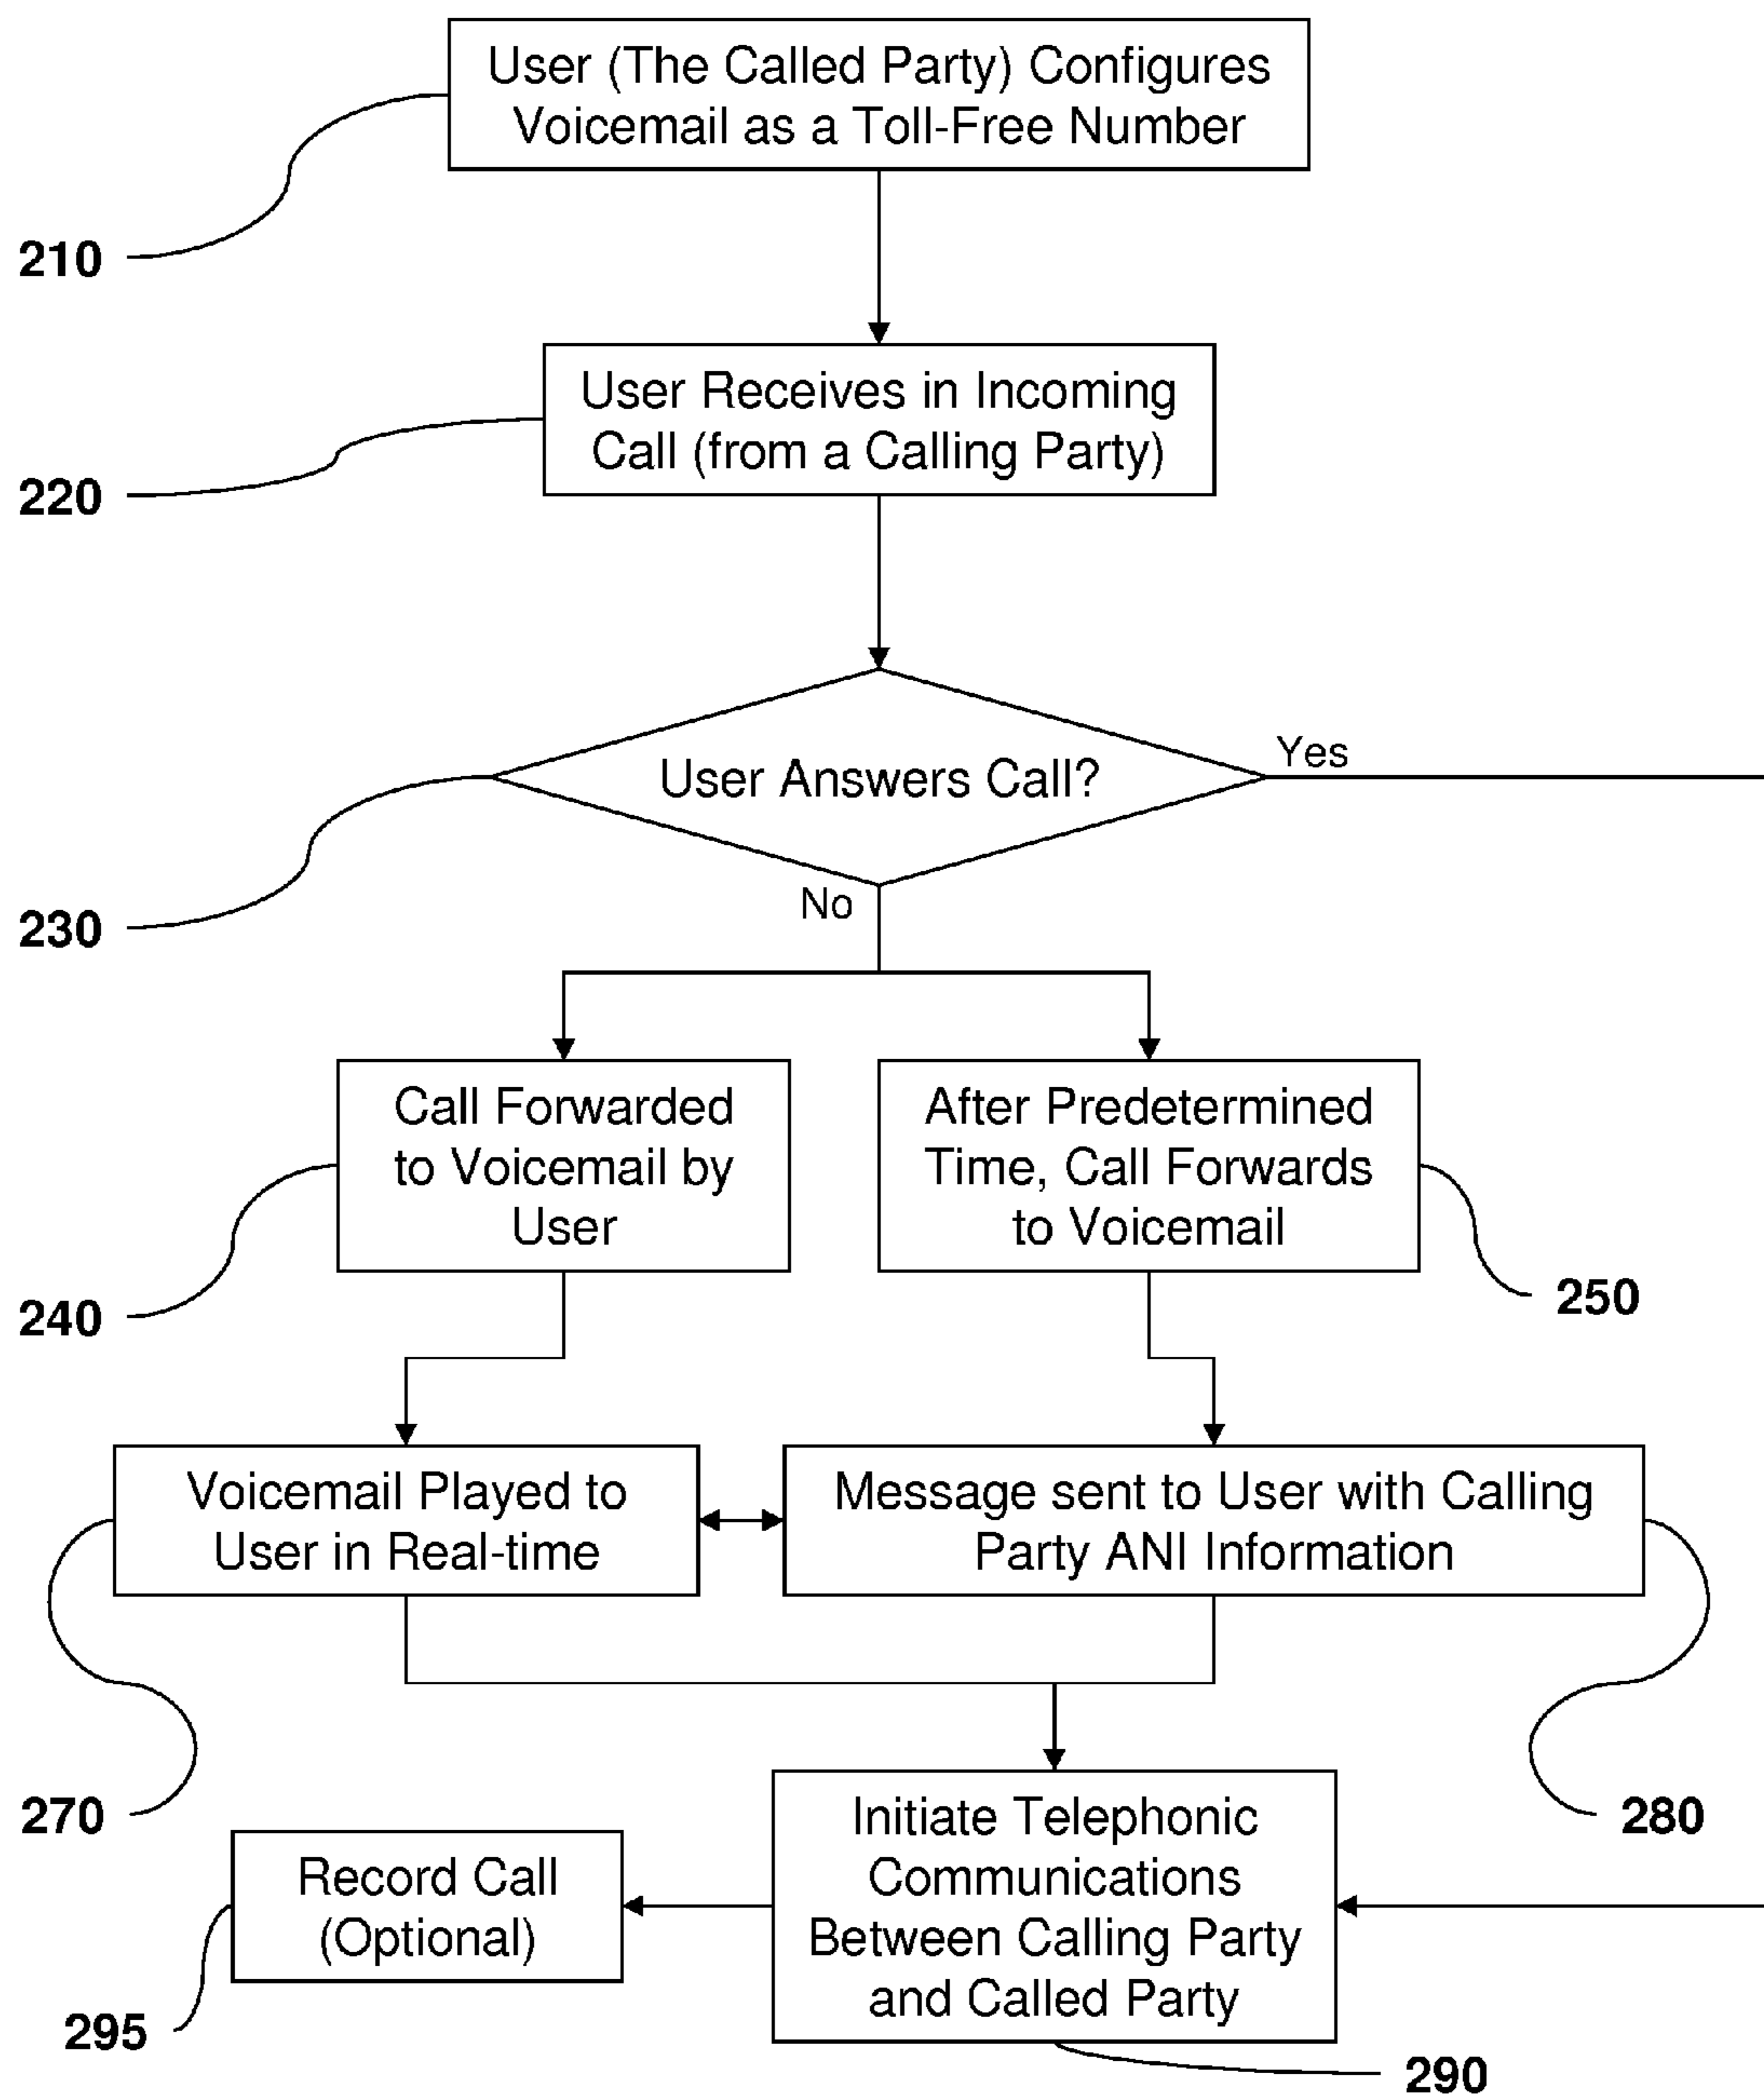 User (The Called Party) Configures
Voicemail as a Toll-Free Number
210
User Receives in Incoming
Call (from a Calling Party)
220
User Answers Call?
Yes
230
No
Call Forwarded
to Voicemail by
User
After Predetermined
Time, Call Forwards
to Voicemail
240
250
Voicemail Played to
User in Real-time
Message sent to User with Calling
Party ANI Information
270
280
Initiate Telephonic
Communications
Between Calling Party
and Called Party
Record Call
(Optional)
295
290